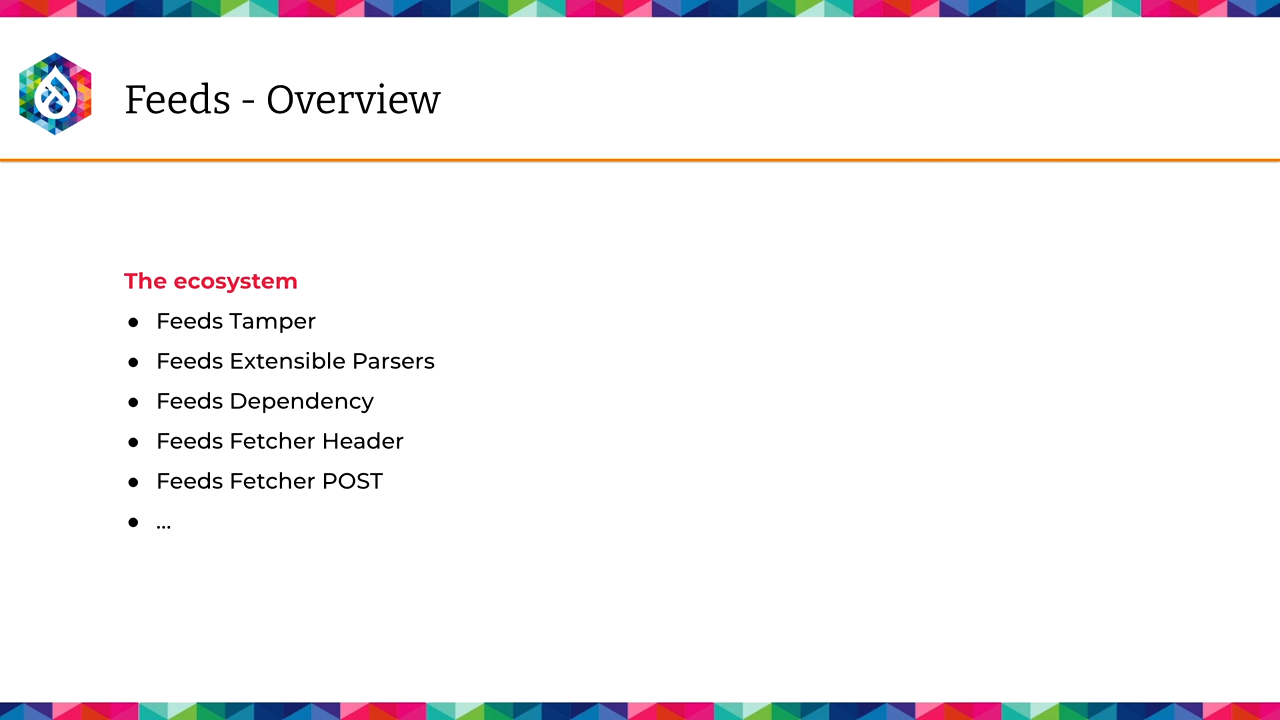 Feeds - Overview
The ecosystem
● Feeds Tamper
● Feeds Extensible Parsers
● Feeds Dependency
● Feeds Fetcher Header
● Feeds Fetcher POST
● ...